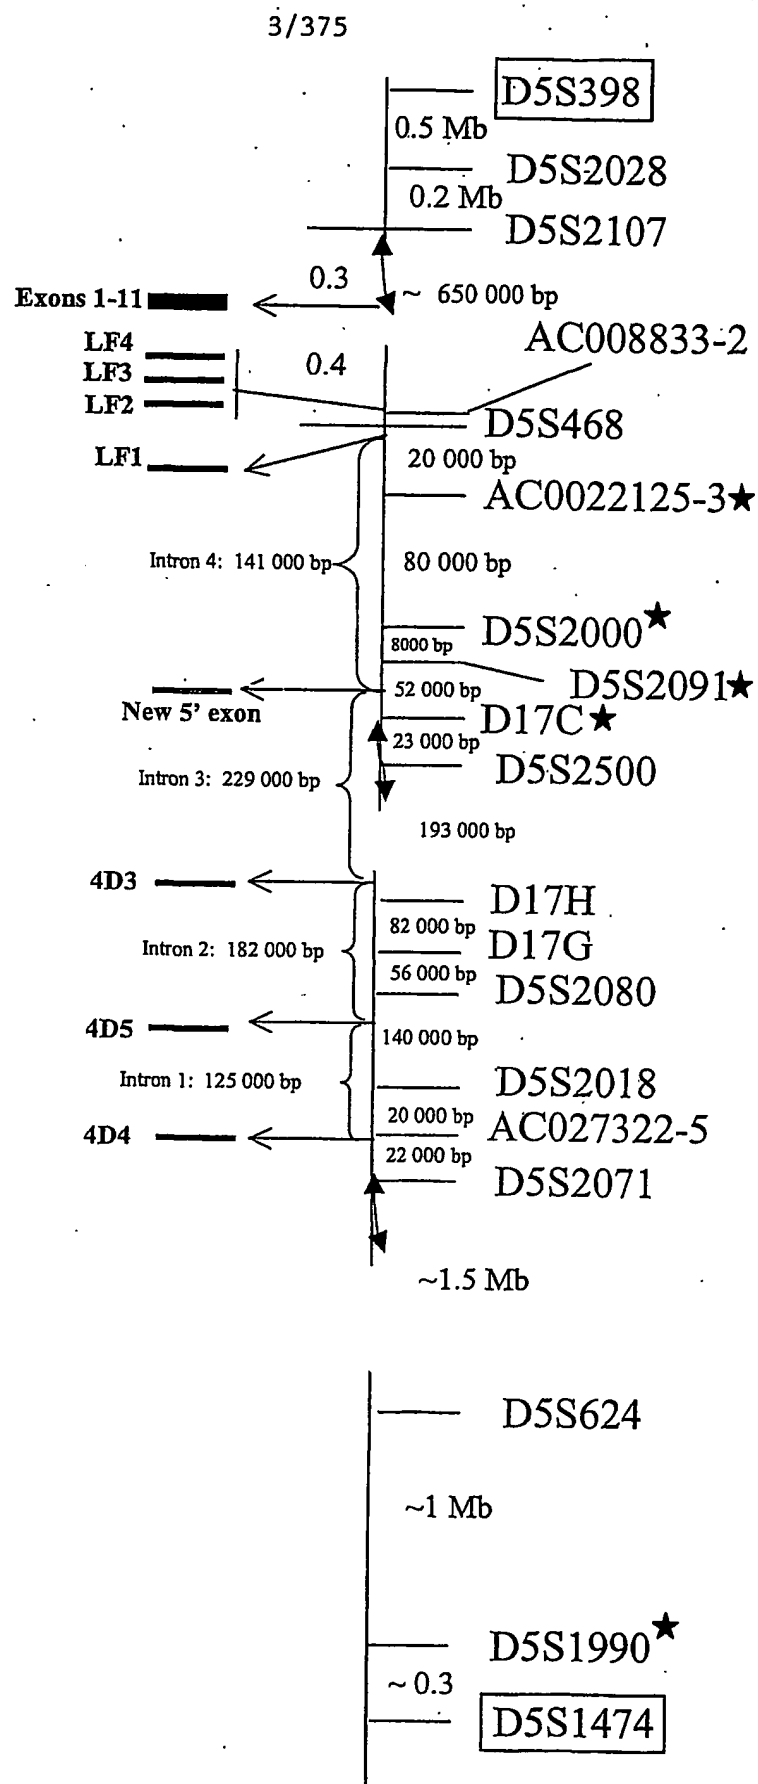 3/375
D5S398
0.5 Mb
D5S2028
0.2 Mb
D5S2107
0.3
Exons 1-11
~ 650 000 bp
AC008833-2
LF4
0.4
LF3
LF2
D5S468
LF1
20 000 bp
AC0022125-3★
Intron 4: 141 000 bp
80 000 bp
D5S2000★
8000 bp
D5S2091★
52 000 bp
New 5' exon
D17C★
23 000 bp
D5S2500
Intron 3: 229 000 bp
193 000 bp
4D3
D17H
82 000 bp
D17G
Intron 2: 182 000 bp
56 000 bp
D5S2080
4D5
140 000 bp
Intron 1: 125 000 bp
D5S2018
20 000 bp
AC027322-5
4D4
22 000 bp
D5S2071
~1.5 Mb
D5S624
~1 Mb
D5S1990★
~ 0.3
D5S1474